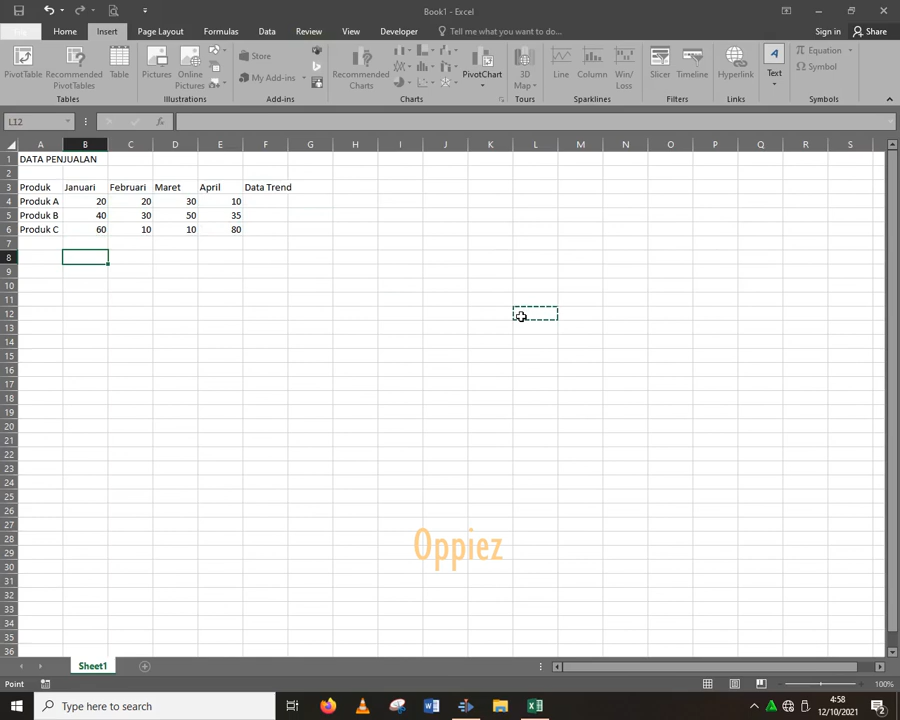 Book1 - Excel
File Home Insert Page Layout Formulas Data Review View Developer Tell me what you want to do... Sign in Share
PivotTable Recommended PivotTables Table Pictures Online Pictures Store My Add-ins Recommended Charts PivotChart 3D Map Line Column Win/ Loss Slicer Timeline Hyperlink Text Equation Symbol
Tables Illustrations Add-ins Charts Tours Sparklines Filters Links Symbols
L12 fx
A B C D E F G H I J K L M N O P Q R S
1 DATA PENJUALAN
2
3 Produk Januari Februari Maret April Data Trend
4 Produk A 20 20 30 10
5 Produk B 40 30 50 35
6 Produk C 60 10 10 80
7
8
9
10
11
12
13
14
15
16
17
18
19
20
21
22
23
24
25
26
27
28
Oppiez
29
30
31
32
33
34
35
36
Sheet1
Point 100%
Type here to search 4:58
12/10/2021 2